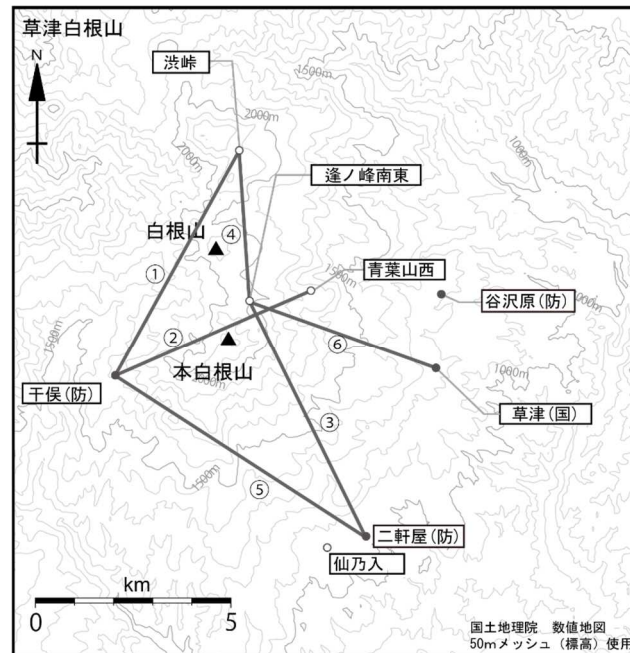 草津白根山
N
渋峠
1500m
2000m
1000m
2000m
逢ノ峰南東
白根山
④
青葉山西
1500m
①
谷沢原(防)
1000m
②
⑥
本白根山
1000m
2000m
干俣(防)
草津(国)
③
1500m
1500m
⑤
二軒屋(防)
仙乃入
km
0
5
国土地理院 数値地図
50mメッシュ（標高）使用